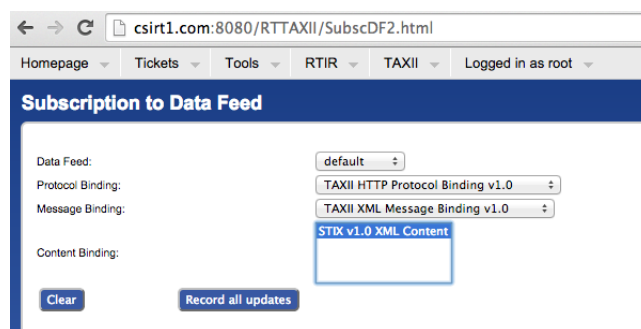 csirt1.com:8080/RTTAXII/SubscDF2.html
Homepage Tickets Tools RTIR TAXII Logged in as root
Subscription to Data Feed
Data Feed: default
Protocol Binding: TAXII HTTP Protocol Binding v1.0
Message Binding: TAXII XML Message Binding v1.0
STIX v1.0 XML Content
Content Binding:
Clear Record all updates